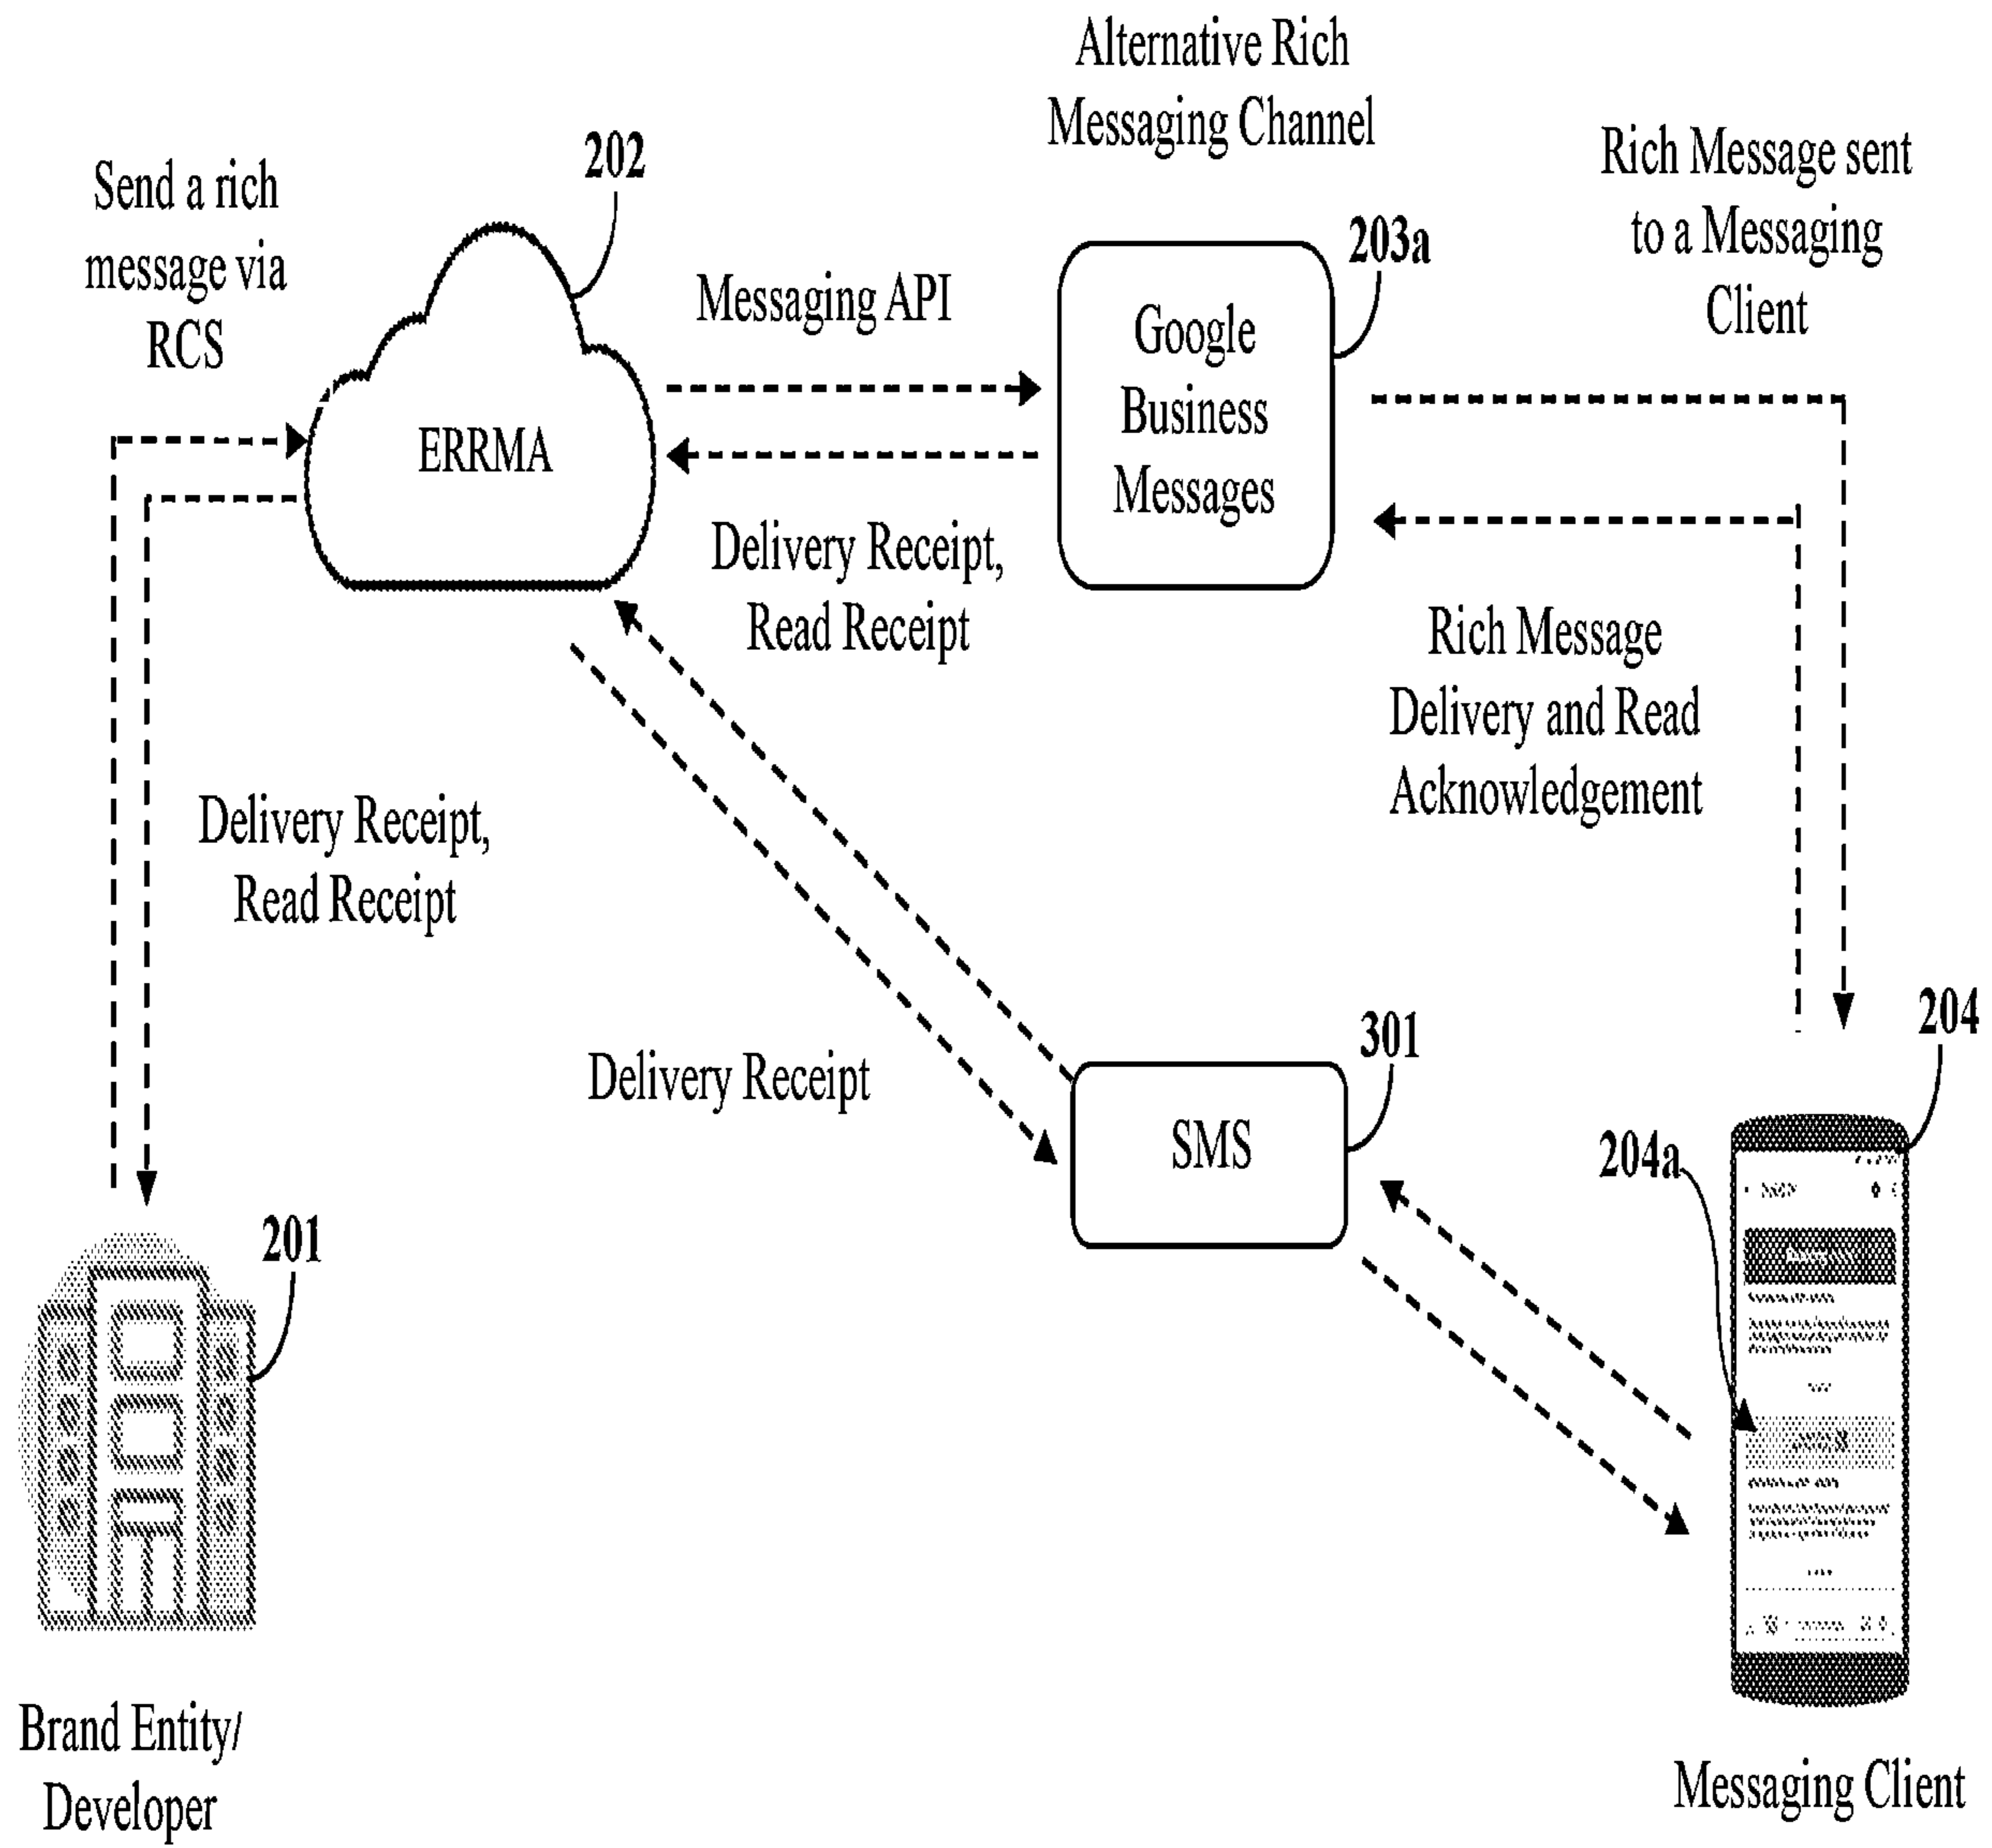 Alternative Rich
Messaging Channel
202
Send a rich
message via
RCS
Rich Message sent
to a Messaging
Client
203a
Messaging API
Google
Business
Messages
ERRMA
Delivery Receipt,
Read Receipt
Rich Message
Delivery and Read
Acknowledgement
Delivery Receipt,
Read Receipt
204
301
Delivery Receipt
SMS
204a
201
Brand Entity/
Developer
Messaging Client